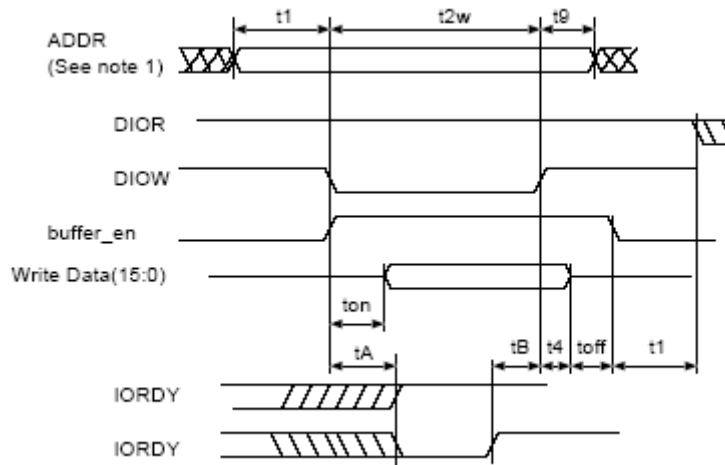 t1 t2w t9
ADDR
(See note 1)
DIOR
DIOW
buffer_en
Write Data(15:0)
ton
tA tB t4 toff t1
IORDY
IORDY